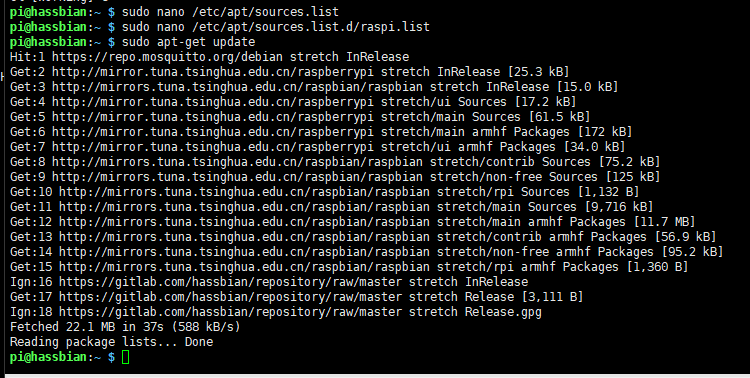 pi@hassbian:~ $ sudo nano /etc/apt/sources.list
pi@hassbian:~ $ sudo nano /etc/apt/sources.list.d/raspi.list
pi@hassbian:~ $ sudo apt-get update
Hit:1 https://repo.mosquitto.org/debian stretch InRelease
Get:2 http://mirror.tuna.tsinghua.edu.cn/raspberrypi stretch InRelease [25.3 kB]
Get:3 http://mirrors.tuna.tsinghua.edu.cn/raspbian/raspbian stretch InRelease [15.0 kB]
Get:4 http://mirror.tuna.tsinghua.edu.cn/raspberrypi stretch/ui Sources [17.2 kB]
Get:5 http://mirror.tuna.tsinghua.edu.cn/raspberrypi stretch/main Sources [61.5 kB]
Get:6 http://mirror.tuna.tsinghua.edu.cn/raspberrypi stretch/main armhf Packages [172 kB]
Get:7 http://mirror.tuna.tsinghua.edu.cn/raspberrypi stretch/ui armhf Packages [34.0 kB]
Get:8 http://mirrors.tuna.tsinghua.edu.cn/raspbian/raspbian stretch/contrib Sources [75.2 kB]
Get:9 http://mirrors.tuna.tsinghua.edu.cn/raspbian/raspbian stretch/non-free Sources [125 kB]
Get:10 http://mirrors.tuna.tsinghua.edu.cn/raspbian/raspbian stretch/rpi Sources [1,132 B]
Get:11 http://mirrors.tuna.tsinghua.edu.cn/raspbian/raspbian stretch/main Sources [9,716 kB]
Get:12 http://mirrors.tuna.tsinghua.edu.cn/raspbian/raspbian stretch/main armhf Packages [11.7 MB]
Get:13 http://mirrors.tuna.tsinghua.edu.cn/raspbian/raspbian stretch/contrib armhf Packages [56.9 kB]
Get:14 http://mirrors.tuna.tsinghua.edu.cn/raspbian/raspbian stretch/non-free armhf Packages [95.2 kB]
Get:15 http://mirrors.tuna.tsinghua.edu.cn/raspbian/raspbian stretch/rpi armhf Packages [1,360 B]
Ign:16 https://gitlab.com/hassbian/repository/raw/master stretch InRelease
Get:17 https://gitlab.com/hassbian/repository/raw/master stretch Release [3,111 B]
Ign:18 https://gitlab.com/hassbian/repository/raw/master stretch Release.gpg
Fetched 22.1 MB in 37s (588 kB/s)
Reading package lists... Done
pi@hassbian:~ $